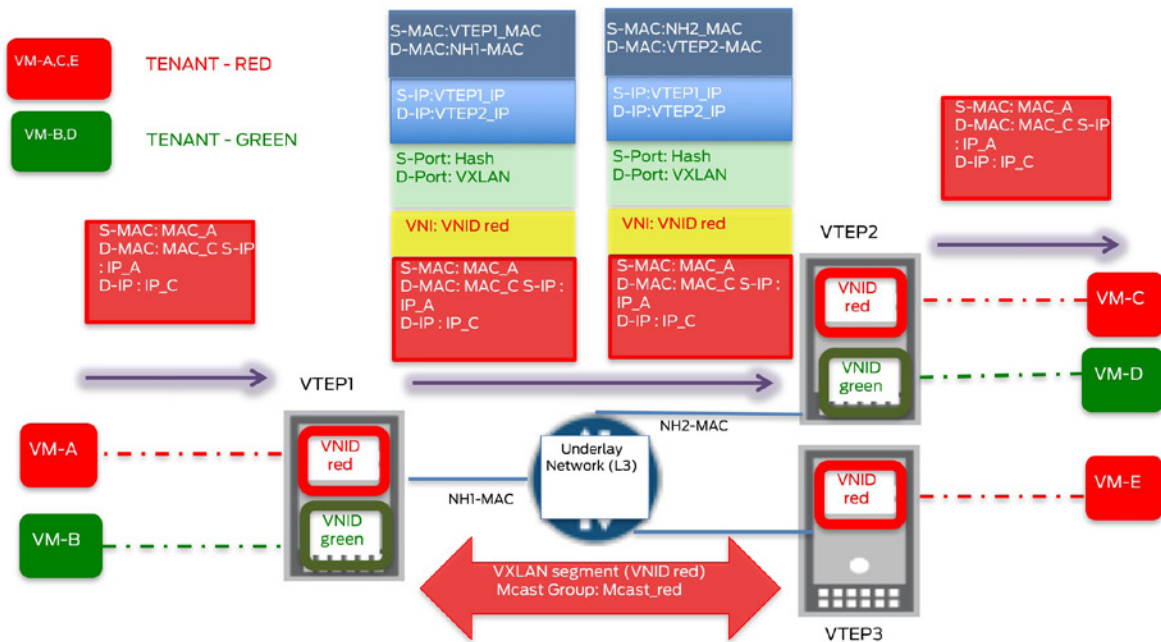 VM-A,C,E
TENANT - RED
VM-B,D
TENANT - GREEN
S-MAC: MAC_A
D-MAC: MAC_C S-IP
: IP_A
D-IP : IP_C
S-MAC:VTEP1_MAC
D-MAC:NH1-MAC
S-IP:VTEP1_IP
D-IP:VTEP2_IP
S-Port: Hash
D-Port: VXLAN
VNI: VNID red
S-MAC: MAC_A
D-MAC: MAC_C S-IP :
IP_A
D-IP : IP_C
S-MAC:NH2_MAC
D-MAC:VTEP2-MAC
S-IP:VTEP1_IP
D-IP:VTEP2_IP
S-Port: Hash
D-Port: VXLAN
VNI: VNID red
S-MAC: MAC_A
D-MAC: MAC_C S-IP :
IP_A
D-IP : IP_C
S-MAC: MAC_A
D-MAC: MAC_C S-IP
: IP_A
D-IP : IP_C
VTEP1
VM-A
VNID
red
VM-B
VNID
green
NH1-MAC
Underlay
Network (L3)
NH2-MAC
VTEP2
VNID
red
VM-C
VNID
green
VM-D
VNID
red
VM-E
VTEP3
VXLAN segment (VNID red)
Mcast Group: Mcast_red